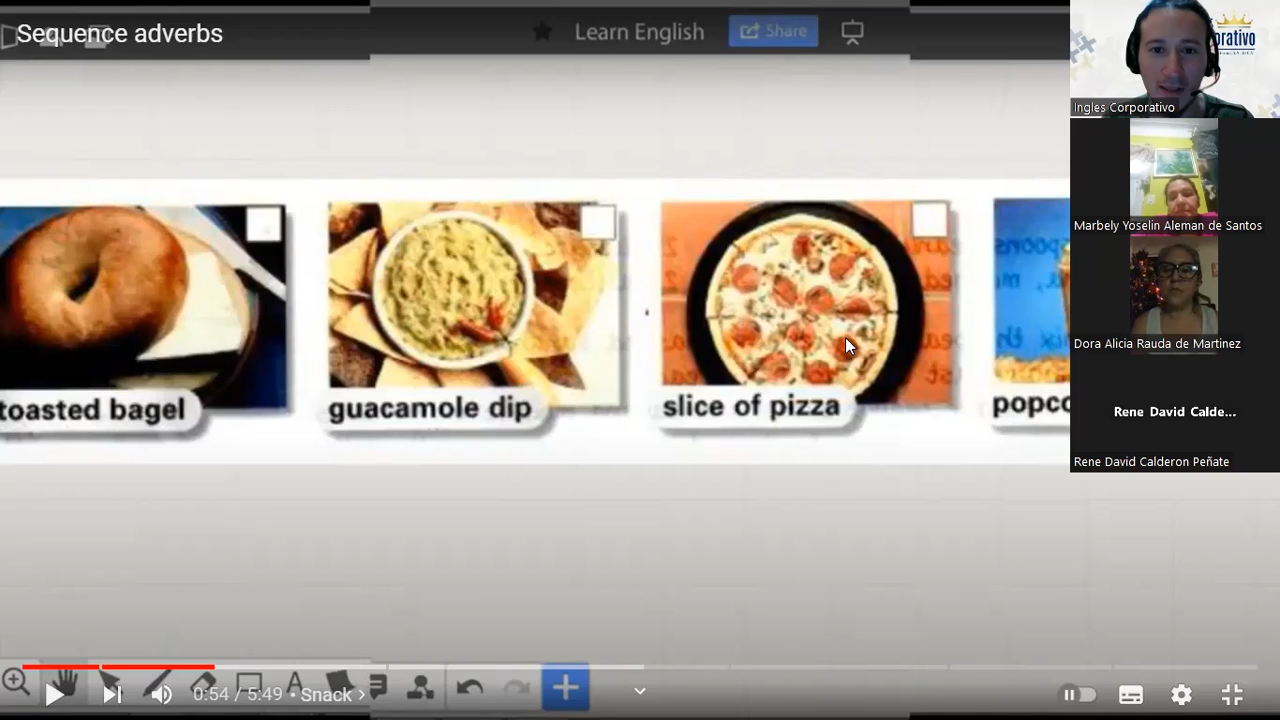 Sequence adverbs
Learn English
Share
orativo
Ingles Corporativo
Marbely Yoselin Aleman de Santos
Dora Alicia Rauda de Martinez
toasted bagel
guacamole dip
slice of pizza
popco
Rene David Calde...
Rene David Calderon Peñate
A
0:54 / 5:49 • Snack >